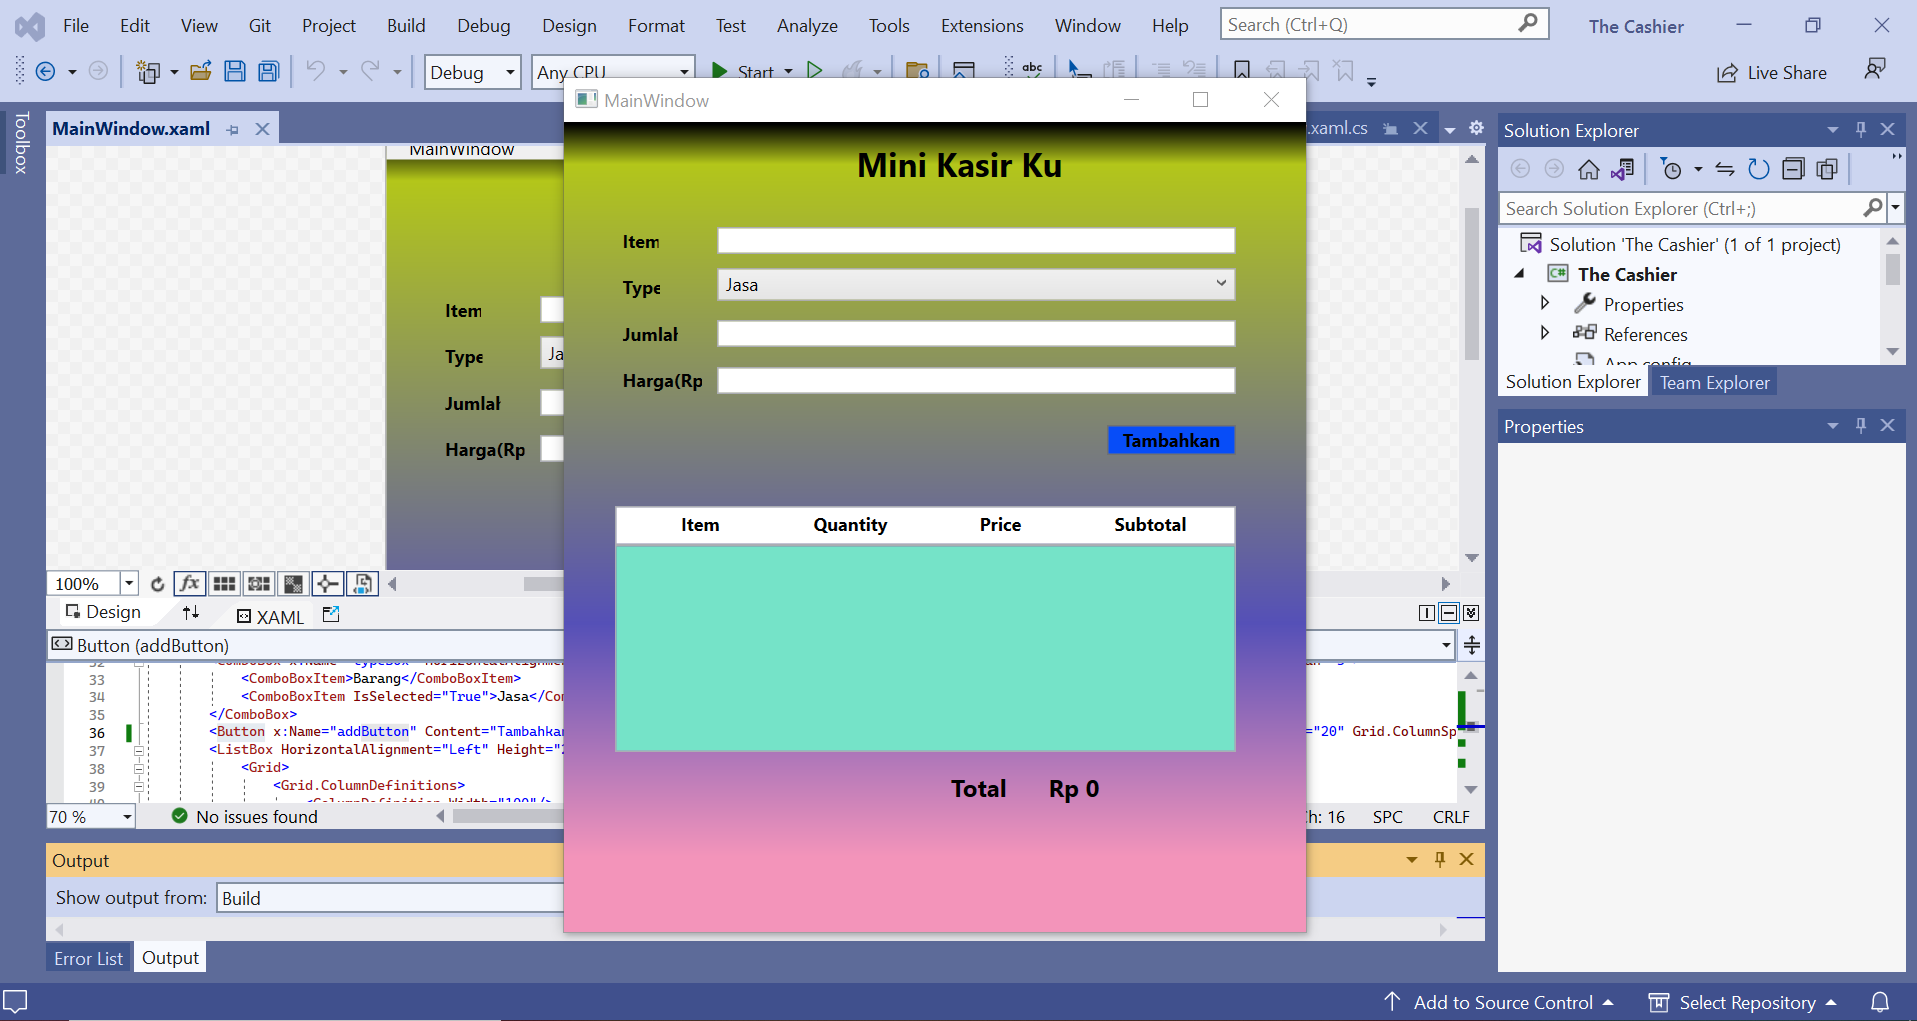 File Edit View Git Project Build Debug Design Format Test Analyze Tools Extensions Window Help Search (Ctrl+Q) The Cashier
Debug Any CPU Start Live Share
Toolbox
MainWindow.xaml
.xaml.cs
MainWindow
Item
Type
Ja
Jumlah
Harga(Rp
100%
Design XAML
Button (addButton)
33 <ComboBoxItem>Barang</ComboBoxItem>
34 <ComboBoxItem IsSelected="True">Jasa</Co
35 </ComboBox>
36 <Button x:Name="addButton" Content="Tambahkan ="20" Grid.ColumnSp
37 <ListBox HorizontalAlignment="Left" Height="
38 <Grid>
39 <Grid.ColumnDefinitions>
<ColumnDefinition Width="100"/>
70 % No issues found Ch: 16 SPC CRLF
Output
Show output from: Build
Error List Output
MainWindow
Mini Kasir Ku
Item
Type Jasa
Jumlah
Harga(Rp
Tambahkan
Item Quantity Price Subtotal
Total Rp 0
Solution Explorer
Search Solution Explorer (Ctrl+;)
Solution 'The Cashier' (1 of 1 project)
The Cashier
Properties
References
App.config
Solution Explorer Team Explorer
Properties
Add to Source Control Select Repository